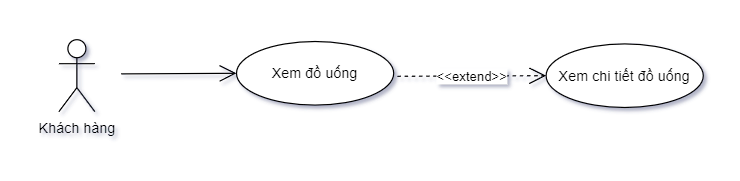 Xem đồ uống
<<extend>>
Xem chi tiết đồ uống
Khách hàng